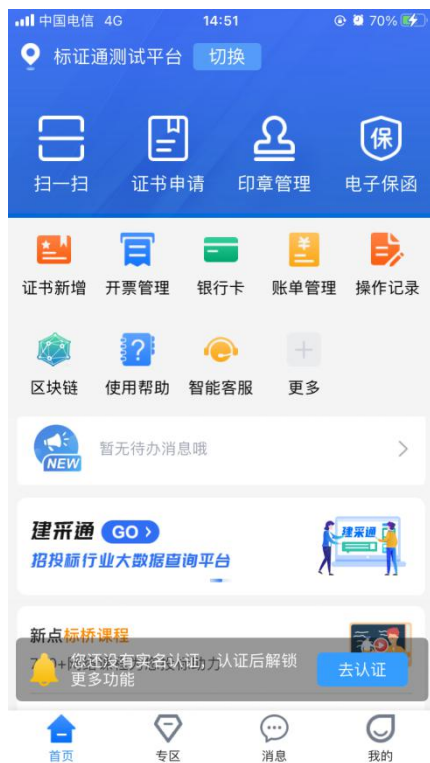 中国电信 4G 14:51 70%
标证通测试平台 切换
扫一扫 证书申请 印章管理 电子保函
保
证书新增 开票管理 银行卡 账单管理 操作记录
区块链 使用帮助 智能客服 更多
NEW 暂无待办消息哦
建采通 GO
招投标行业大数据查询平台
建采通
新点标桥课程
您还没有实名认证,认证后解锁
更多功能
去认证
首页 专区 消息 我的